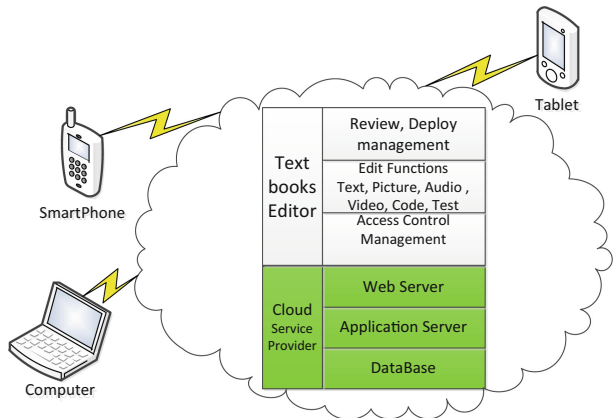 Tablet
SmartPhone
Computer
Text
books
Editor
Review, Deploy
management
Edit Functions
Text, Picture, Audio ,
Video, Code, Test
Access Control
Management
Cloud
Service
Provider
Web Server
Application Server
DataBase